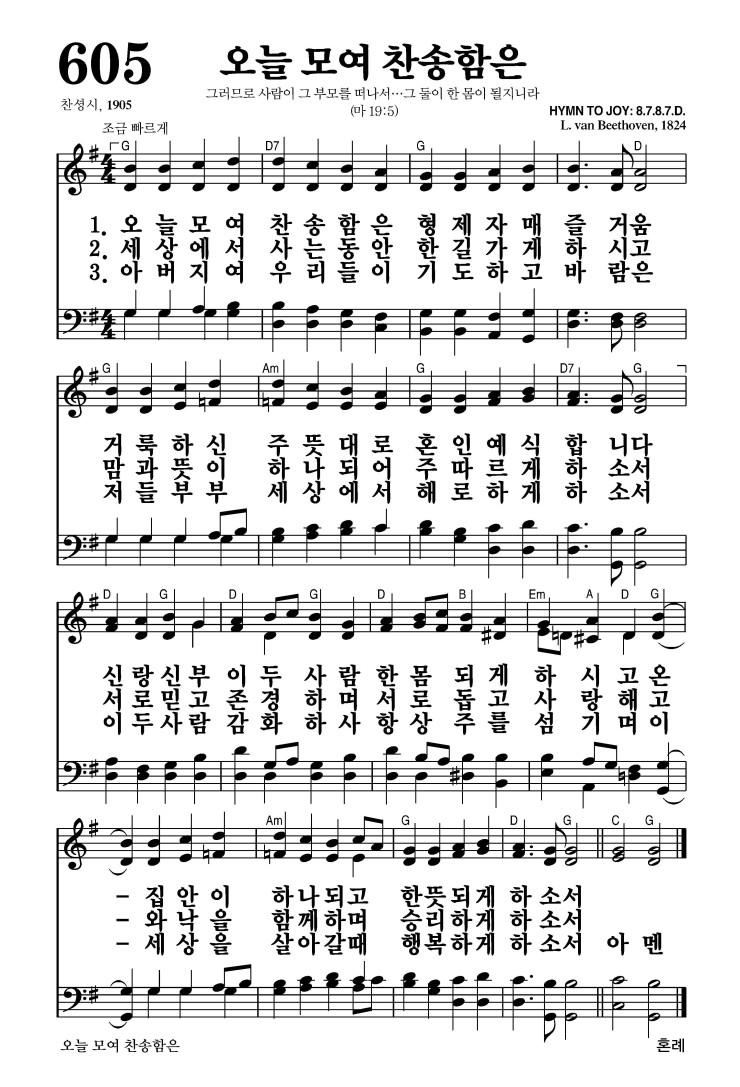 605
오늘 모여 찬송함은
그러므로 사람이 그 부모를 떠나서…그 둘이 한 몸이 될지니라
(마 19:5)
찬셩시, 1905
HYMN TO JOY: 8.7.8.7.D.
L. van Beethoven, 1824
조금 빠르게
G D7 G D
1. 오 늘 모 여 찬 송 함 은 형 제 자 매 즐 거움
2. 세 상 에 서 사 는 동 안 한 길 가 게 하 시고
3. 아 버 지 여 우 리 들 이 기 도 하 고 바 람은
G Am G D7 G
거 룩 하 신 주 뜻 대 로 혼 인 예 식 합 니다
맘 과 뜻 이 하 나 되 어 주 따 르 게 하 소서
저 들 부 부 세 상 에 서 해 로 하 게 하 소서
D G D G D B Em A D G
신 랑 신 부 이 두 사 람 한 몸 되 게 하 시 고 온
서 로 믿 고 존 경 하 며 서 로 돕 고 사 랑 해 고
이 두 사 람 감 화 하 사 항 상 주 를 섬 기 며 이
Am G D G C G
- 집 안 이 하 나 되 고 한 뜻 되 게 하 소서
- 와 낙 을 함 께 하 며 승 리 하 게 하 소서
- 세 상 을 살 아 갈 때 행 복 하 게 하 소서 아 멘
오늘 모여 찬송함은
혼례